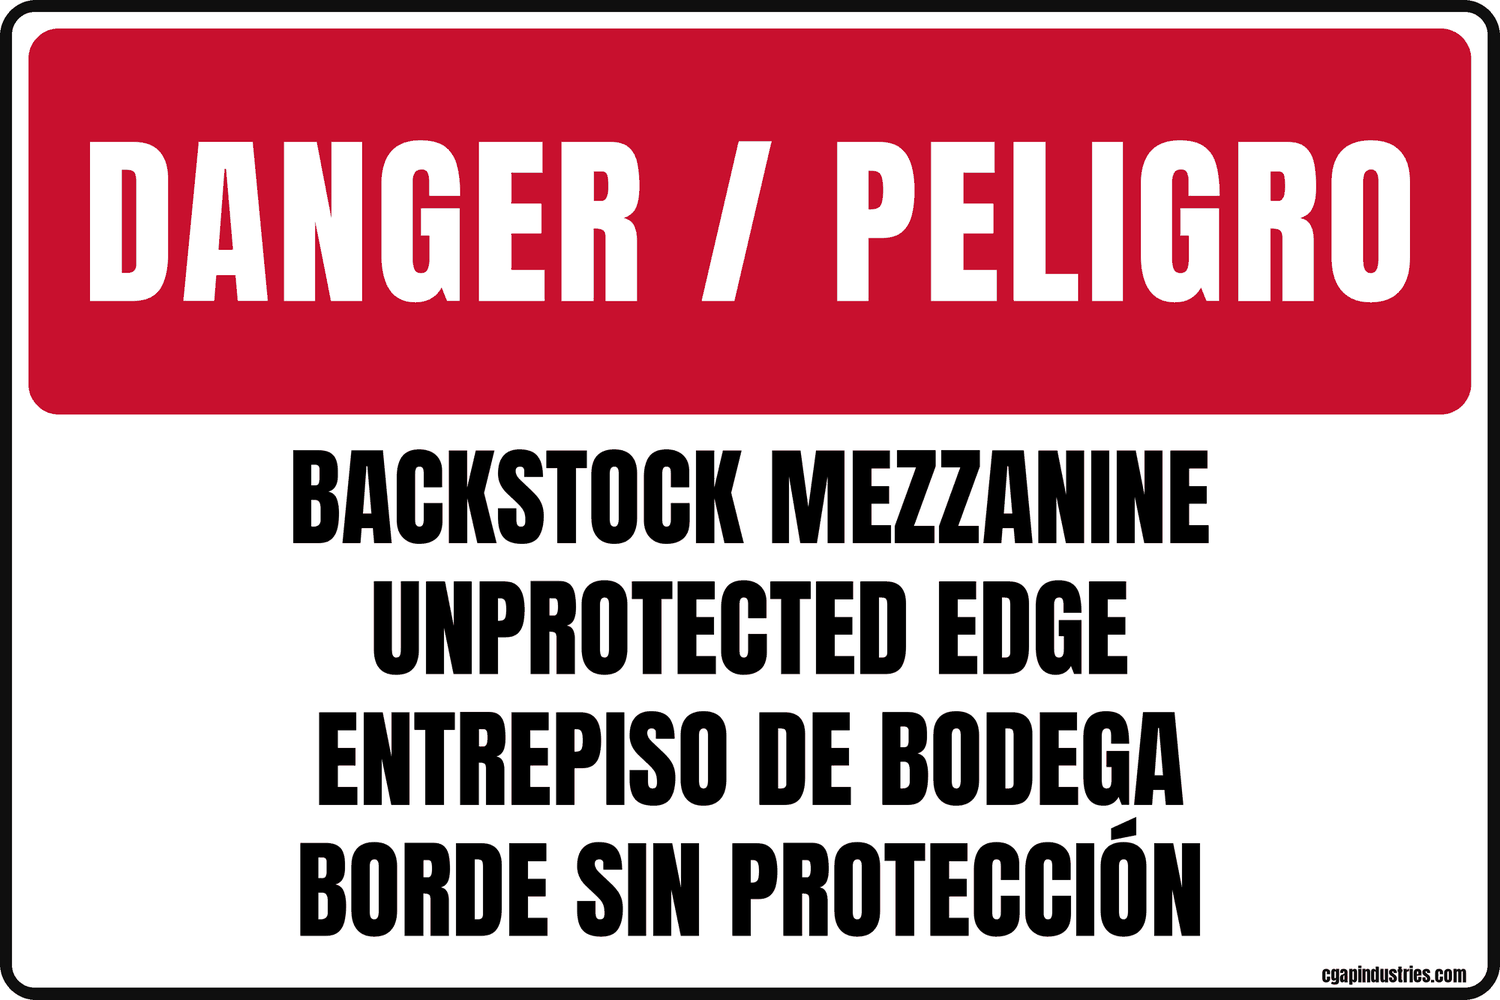 DANGER / PELIGRO
BACKSTOCK MEZZANINE
UNPROTECTED EDGE
ENTREPISO DE BODEGA
BORDE SIN PROTECCIÓN
cgapindustries.com